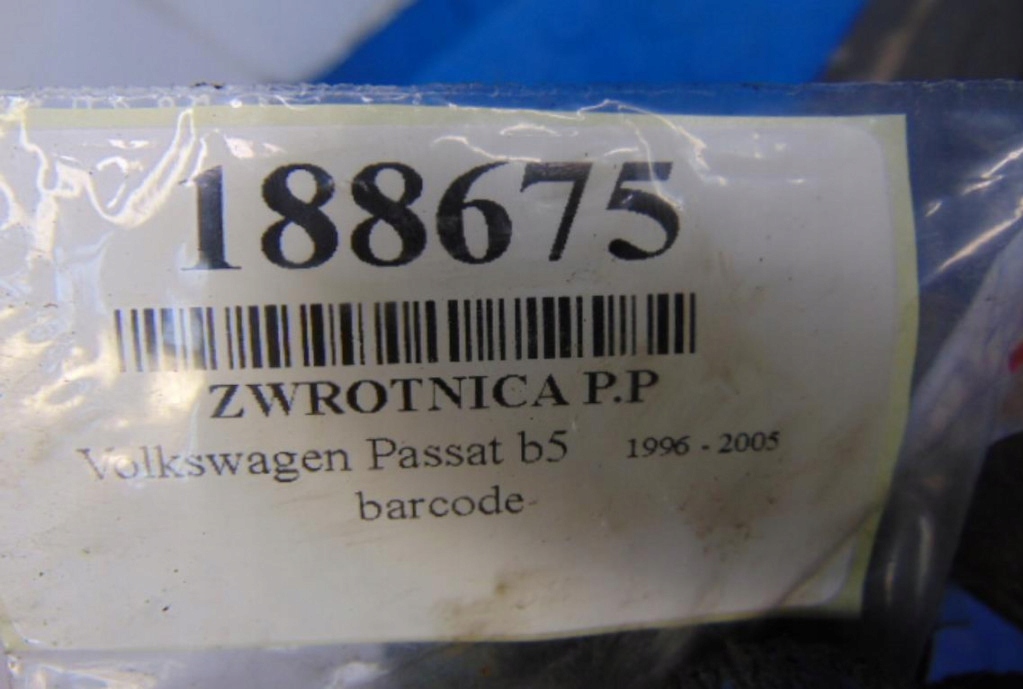 188675
ZWROTNICA P.P
Volkswagen Passat b5 1996 - 2005
barcode